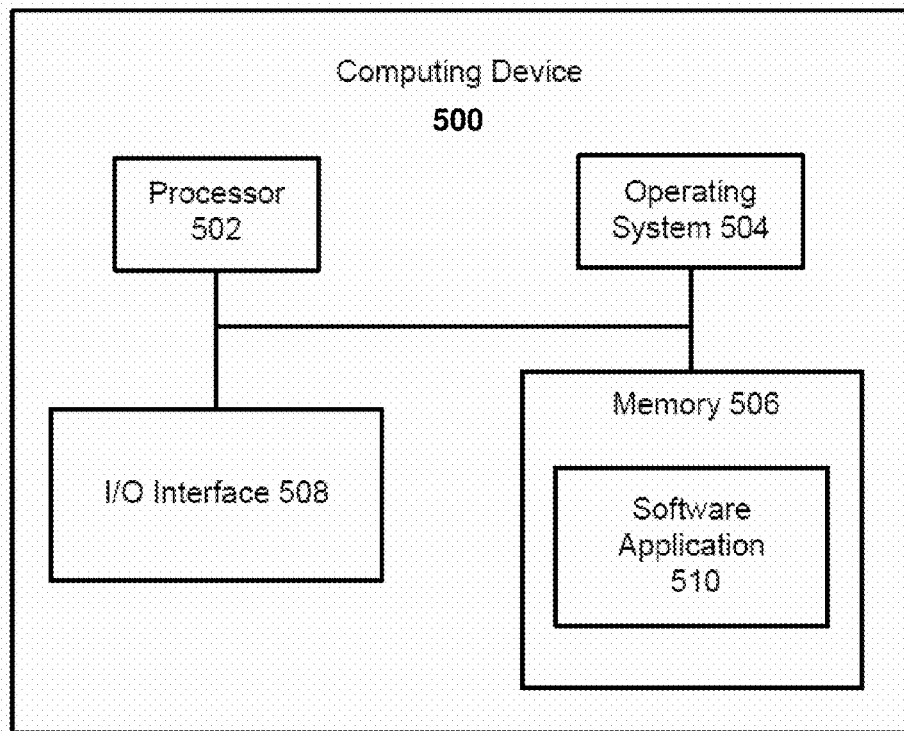 Computing Device
500
Processor
502
Operating
System 504
Memory 506
I/O Interface 508
Software
Application
510